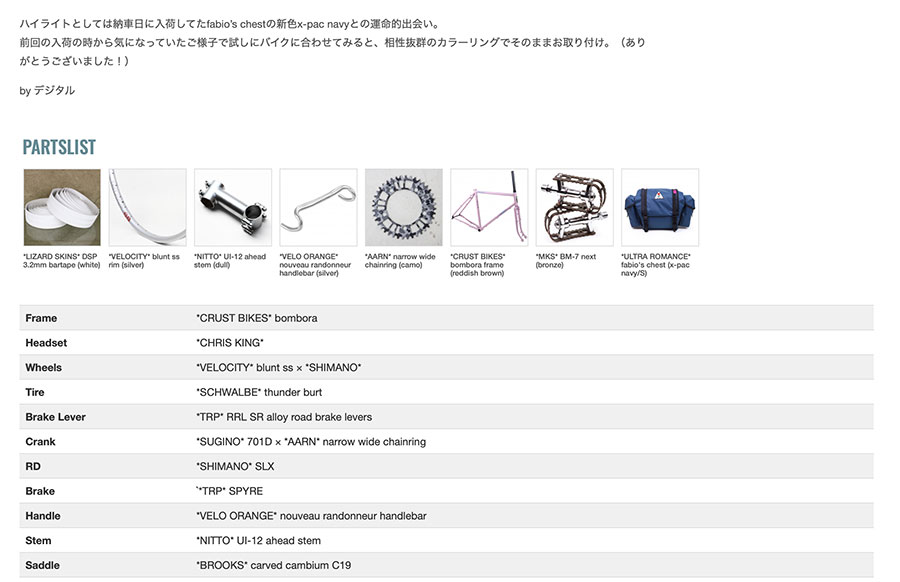 ハイライトとしては納車日に入荷してたfabio's chestの新色x-pac navyとの運命的出会い。
前回の入荷の時から気になっていたご様子で試しにバイクに合わせてみると、相性抜群のカラーリングでそのままお取り付け。（あり
がとうございました！）
by デジタル
PARTSLIST
*LIZARD SKINS* DSP
3.2mm bartape (white)
*VELOCITY* blunt ss
rim (silver)
*NITTO* UI-12 ahead
stem (dull)
*VELO ORANGE*
nouveau randonneur
handlebar (silver)
*AARN* narrow wide
chainring (camo)
*CRUST BIKES*
bombora frame
(reddish brown)
*MKS* BM-7 next
(bronze)
*ULTRA ROMANCE*
fabio's chest (x-pac
navy/S)
Frame *CRUST BIKES* bombora
Headset *CHRIS KING*
Wheels *VELOCITY* blunt ss × *SHIMANO*
Tire *SCHWALBE* thunder burt
Brake Lever *TRP* RRL SR alloy road brake levers
Crank *SUGINO* 701D × *AARN* narrow wide chainring
RD *SHIMANO* SLX
Brake `*TRP* SPYRE
Handle *VELO ORANGE* nouveau randonneur handlebar
Stem *NITTO* UI-12 ahead stem
Saddle *BROOKS* carved cambium C19